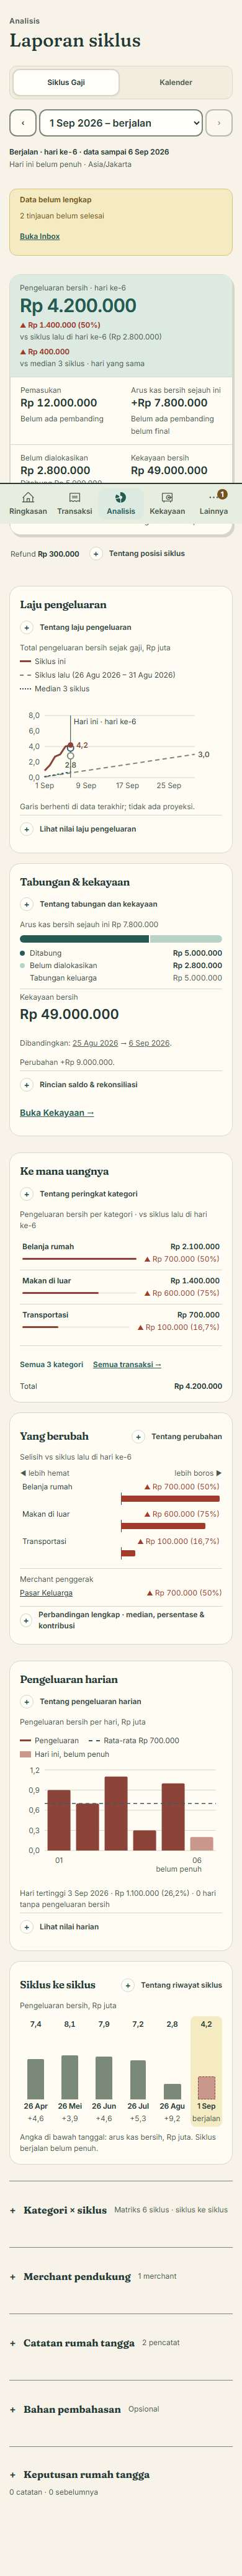 Analisis
Laporan siklus
Siklus Gaji
Kalender
‹
1 Sep 2026 – berjalan
›
Berjalan · hari ke-6 · data sampai 6 Sep 2026
Hari ini belum penuh · Asia/Jakarta
Data belum lengkap
2 tinjauan belum selesai
Buka Inbox
Pengeluaran bersih · hari ke-6
Rp 4.200.000
▲ Rp 1.400.000 (50%)
vs siklus lalu di hari ke-6 (Rp 2.800.000)
▲ Rp 400.000
vs median 3 siklus · hari yang sama
Pemasukan
Rp 12.000.000
Belum ada pembanding
Arus kas bersih sejauh ini
+Rp 7.800.000
Belum ada pembanding
belum final
Belum dialokasikan
Rp 2.800.000
Kekayaan bersih
Rp 49.000.000
Ringkasan
Transaksi
Analisis
Kekayaan
1
Lainnya
Refund Rp 300.000
+ Tentang posisi siklus
Laju pengeluaran
+ Tentang laju pengeluaran
Total pengeluaran bersih sejak gaji, Rp juta
Siklus ini
Siklus lalu (26 Agu 2026 – 31 Agu 2026)
Median 3 siklus
8,0
6,0
4,0
2,0
0,0
Hari ini · hari ke-6
4,2
2,8
3,0
1 Sep
9 Sep
17 Sep
25 Sep
Garis berhenti di data terakhir; tidak ada proyeksi.
+ Lihat nilai laju pengeluaran
Tabungan & kekayaan
+ Tentang tabungan dan kekayaan
Arus kas bersih sejauh ini Rp 7.800.000
Ditabung Rp 5.000.000
Belum dialokasikan Rp 2.800.000
Tabungan keluarga Rp 5.000.000
Kekayaan bersih
Rp 49.000.000
Dibandingkan: 25 Agu 2026 → 6 Sep 2026.
Perubahan +Rp 9.000.000.
+ Rincian saldo & rekonsiliasi
Buka Kekayaan →
Ke mana uangnya
+ Tentang peringkat kategori
Pengeluaran bersih per kategori · vs siklus lalu di hari
ke-6
Belanja rumah Rp 2.100.000
▲ Rp 700.000 (50%)
Makan di luar Rp 1.400.000
▲ Rp 600.000 (75%)
Transportasi Rp 700.000
▲ Rp 100.000 (16,7%)
Semua 3 kategori
Semua transaksi →
Total Rp 4.200.000
Yang berubah
+ Tentang perubahan
Selisih vs siklus lalu di hari ke-6
◀ lebih hemat
lebih boros ▶
Belanja rumah ▲ Rp 700.000 (50%)
Makan di luar ▲ Rp 600.000 (75%)
Transportasi ▲ Rp 100.000 (16,7%)
Merchant penggerak
Pasar Keluarga ▲ Rp 700.000 (50%)
+ Perbandingan lengkap · median, persentase &
kontribusi
Pengeluaran harian
+ Tentang pengeluaran harian
Pengeluaran bersih per hari, Rp juta
Pengeluaran
Rata-rata Rp 700.000
Hari ini, belum penuh
1,2
0,9
0,6
0,3
0,0
01
06
belum penuh
Hari tertinggi 3 Sep 2026 · Rp 1.100.000 (26,2%) · 0 hari
tanpa pengeluaran bersih
+ Lihat nilai harian
Siklus ke siklus
+ Tentang riwayat siklus
Pengeluaran bersih, Rp juta
7,4 8,1 7,9 7,2 2,8 4,2
26 Apr 26 Mei 26 Jun 26 Jul 26 Agu 1 Sep
+4,6 +3,9 +4,6 +5,3 +9,2 berjalan
Angka di bawah tanggal: arus kas bersih, Rp juta. Siklus
berjalan belum penuh.
+ Kategori × siklus Matriks 6 siklus · siklus ke siklus
+ Merchant pendukung 1 merchant
+ Catatan rumah tangga 2 pencatat
+ Bahan pembahasan Opsional
+ Keputusan rumah tangga
0 catatan · 0 sebelumnya